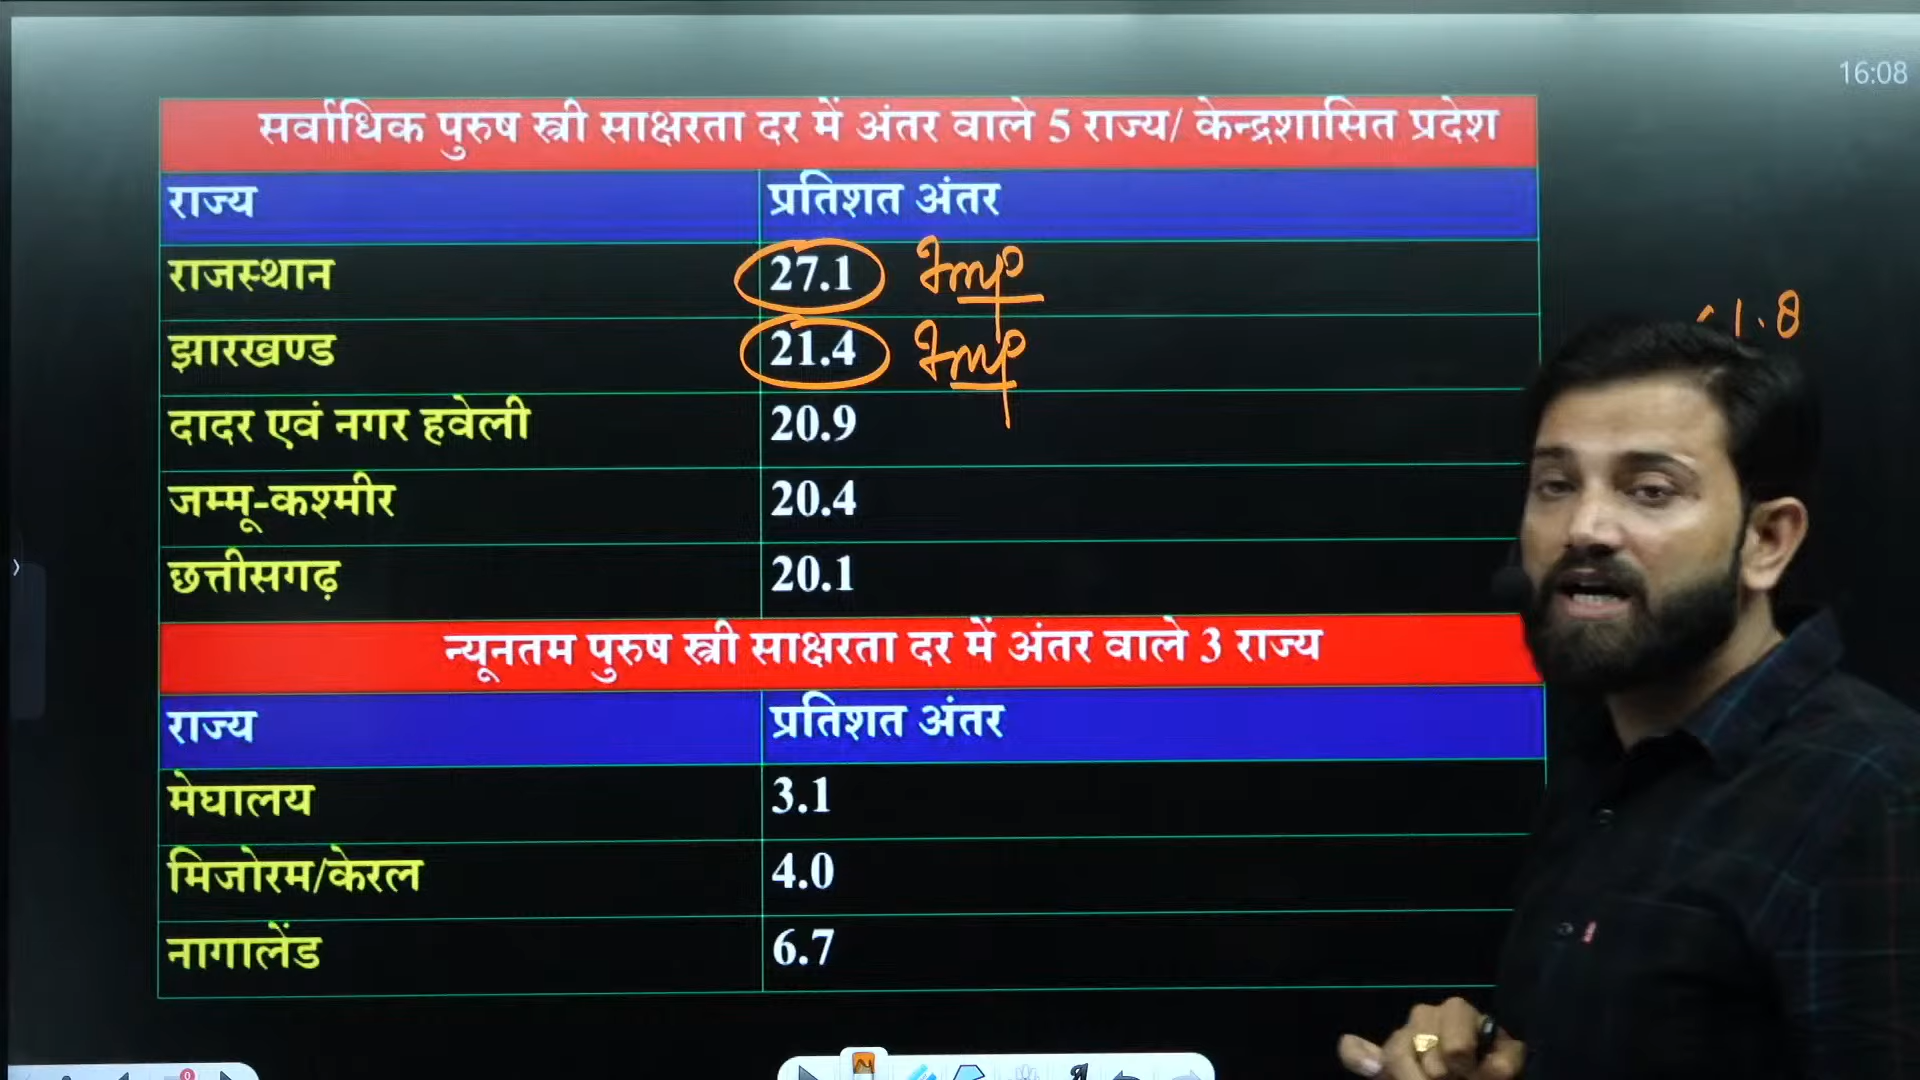 16:08
सर्वाधिक पुरुष स्त्री साक्षरता दर में अंतर वाले 5 राज्य/ केन्द्रशासित प्रदेश
राज्य प्रतिशत अंतर
राजस्थान 27.1 Imp
झारखण्ड 21.4 Imp
दादर एवं नगर हवेली 20.9
जम्मू-कश्मीर 20.4
छत्तीसगढ़ 20.1
न्यूनतम पुरुष स्त्री साक्षरता दर में अंतर वाले 3 राज्य
राज्य प्रतिशत अंतर
मेघालय 3.1
मिजोरम/केरल 4.0
नागालेंड 6.7